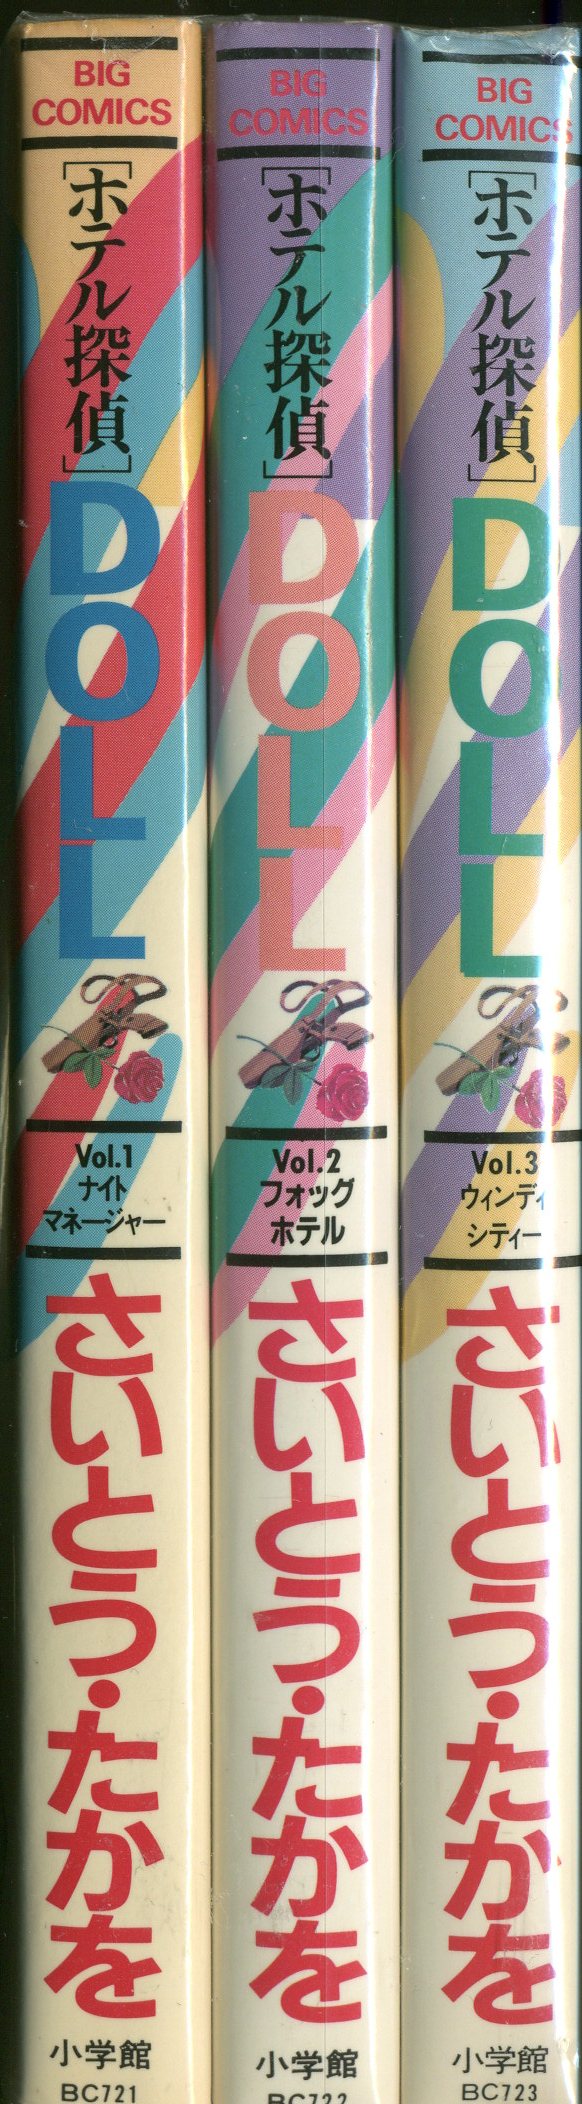 BIG
COMICS
[ホテル探偵]
DOLL
Vol.1
ナイト
マネージャー
さいとう・たかを
小学館
BC721
BIG
COMICS
[ホテル探偵]
DOLL
Vol.2
フォッグ
ホテル
さいとう・たかを
小学館
BC722
BIG
COMICS
[ホテル探偵]
DOLL
Vol.3
ウィンディ
シティー
さいとう・たかを
小学館
BC723